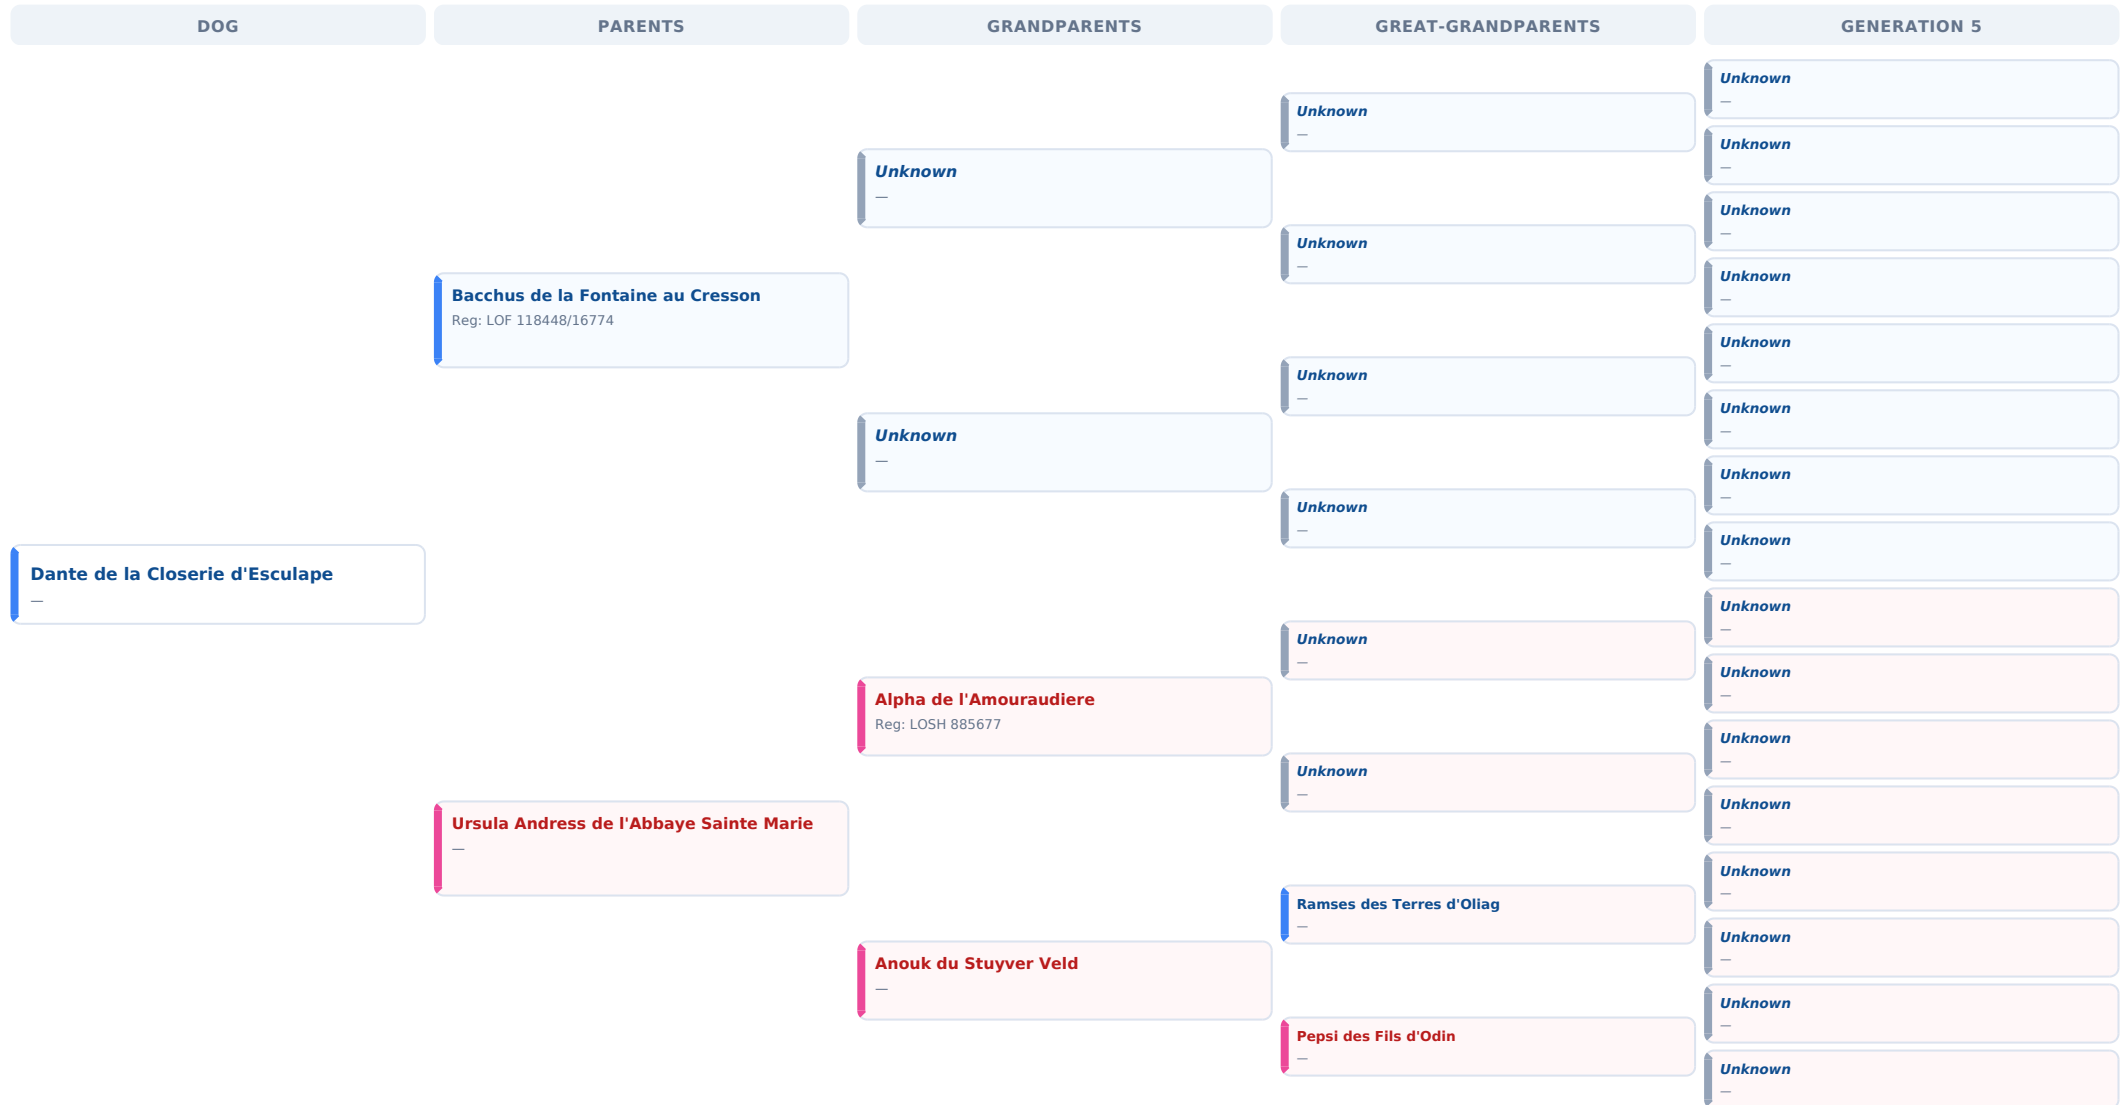 DOG
PARENTS
GRANDPARENTS
GREAT-GRANDPARENTS
GENERATION 5
Dante de la Closerie d'Esculape
—
Bacchus de la Fontaine au Cresson
Reg: LOF 118448/16774
Ursula Andress de l'Abbaye Sainte Marie
—
Unknown
—
Unknown
—
Alpha de l'Amouraudiere
Reg: LOSH 885677
Anouk du Stuyver Veld
—
Unknown
—
Unknown
—
Unknown
—
Unknown
—
Unknown
—
Unknown
—
Ramses des Terres d'Oliag
—
Pepsi des Fils d'Odin
—
Unknown
—
Unknown
—
Unknown
—
Unknown
—
Unknown
—
Unknown
—
Unknown
—
Unknown
—
Unknown
—
Unknown
—
Unknown
—
Unknown
—
Unknown
—
Unknown
—
Unknown
—
Unknown
—